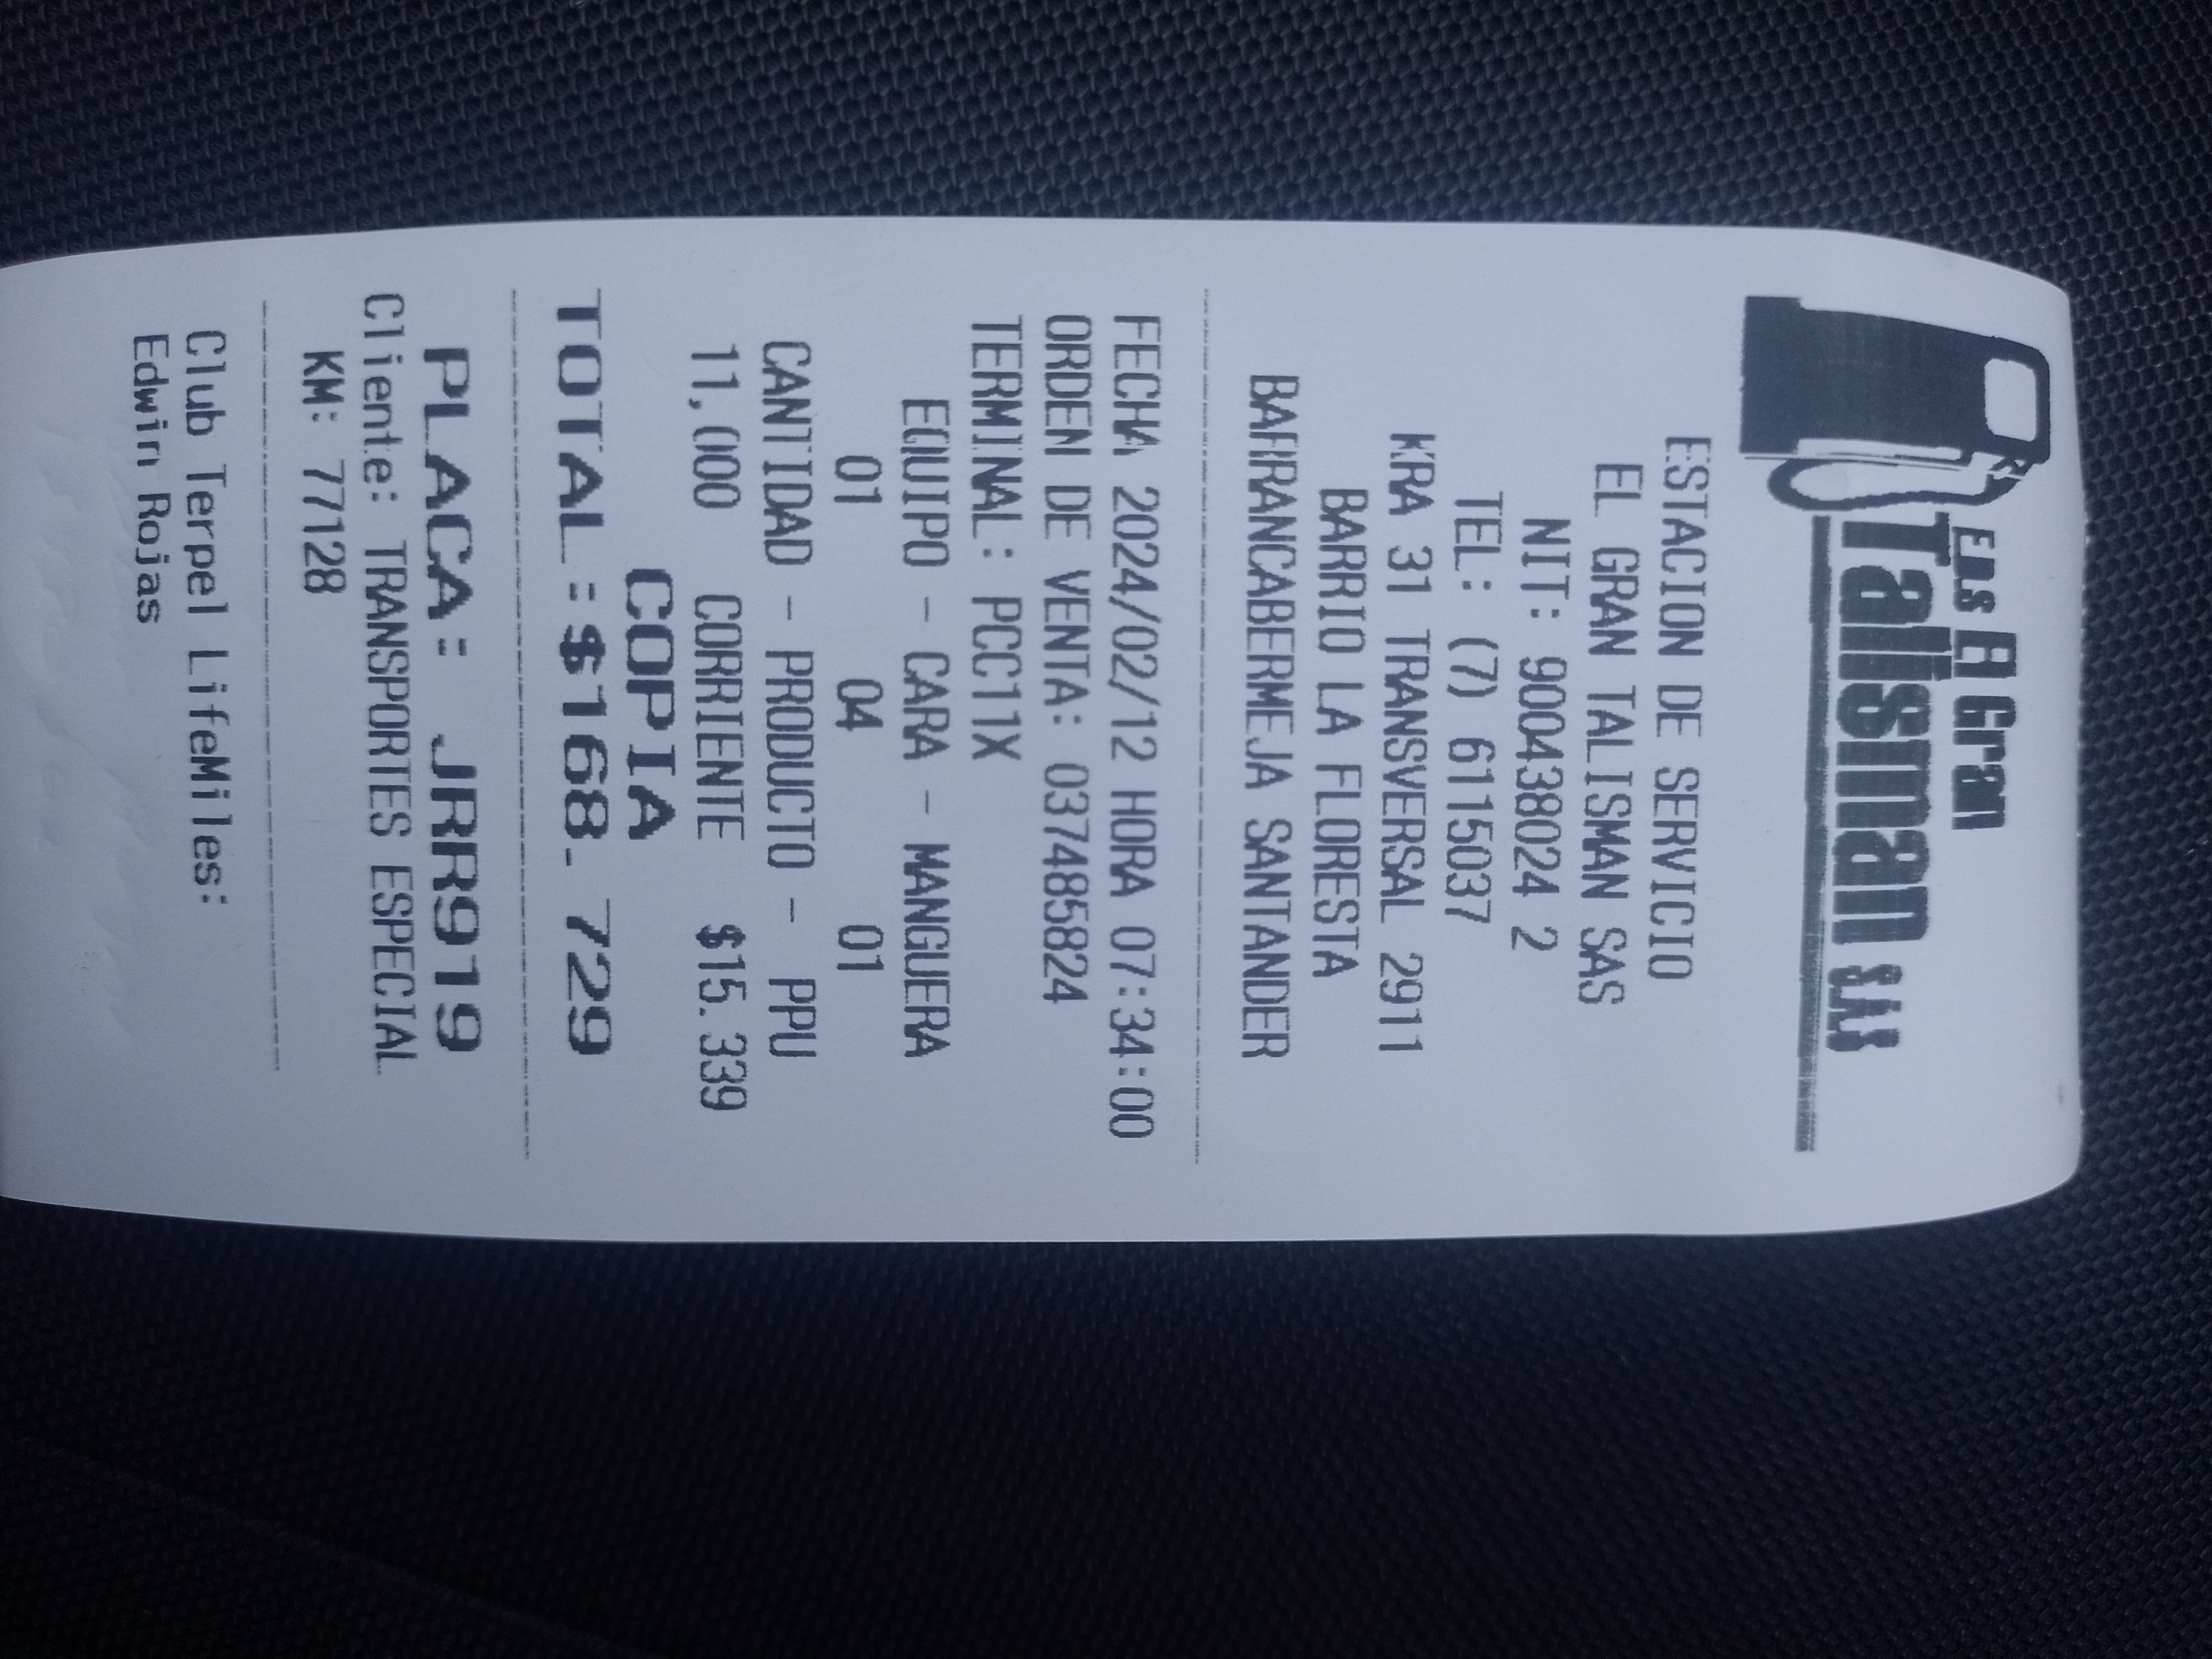 EDS El Gran
Talisman S.A.S
ESTACION DE SERVICIO
EL GRAN TALISMAN SAS
NIT: 900438024 2
TEL: (7) 6115037
KRA 31 TRANSVERSAL 2911
BARRIO LA FLORESTA
BARRANCABERMEJA SANTANDER
FECHA 2024/02/12 HORA 07:34:00
ORDEN DE VENTA: 037485824
TERMINAL: PCC11X
EQUIPO - CARA - MANGUERA
01 04 01
CANTIDAD - PRODUCTO - PPU
11,000 CORRIENTE $15.339
COPIA
TOTAL:$168.729
PLACA: JRR919
Cliente: TRANSPORTES ESPECIAL
KM: 77128
Club Terpel LifeMiles:
Edwin Rojas